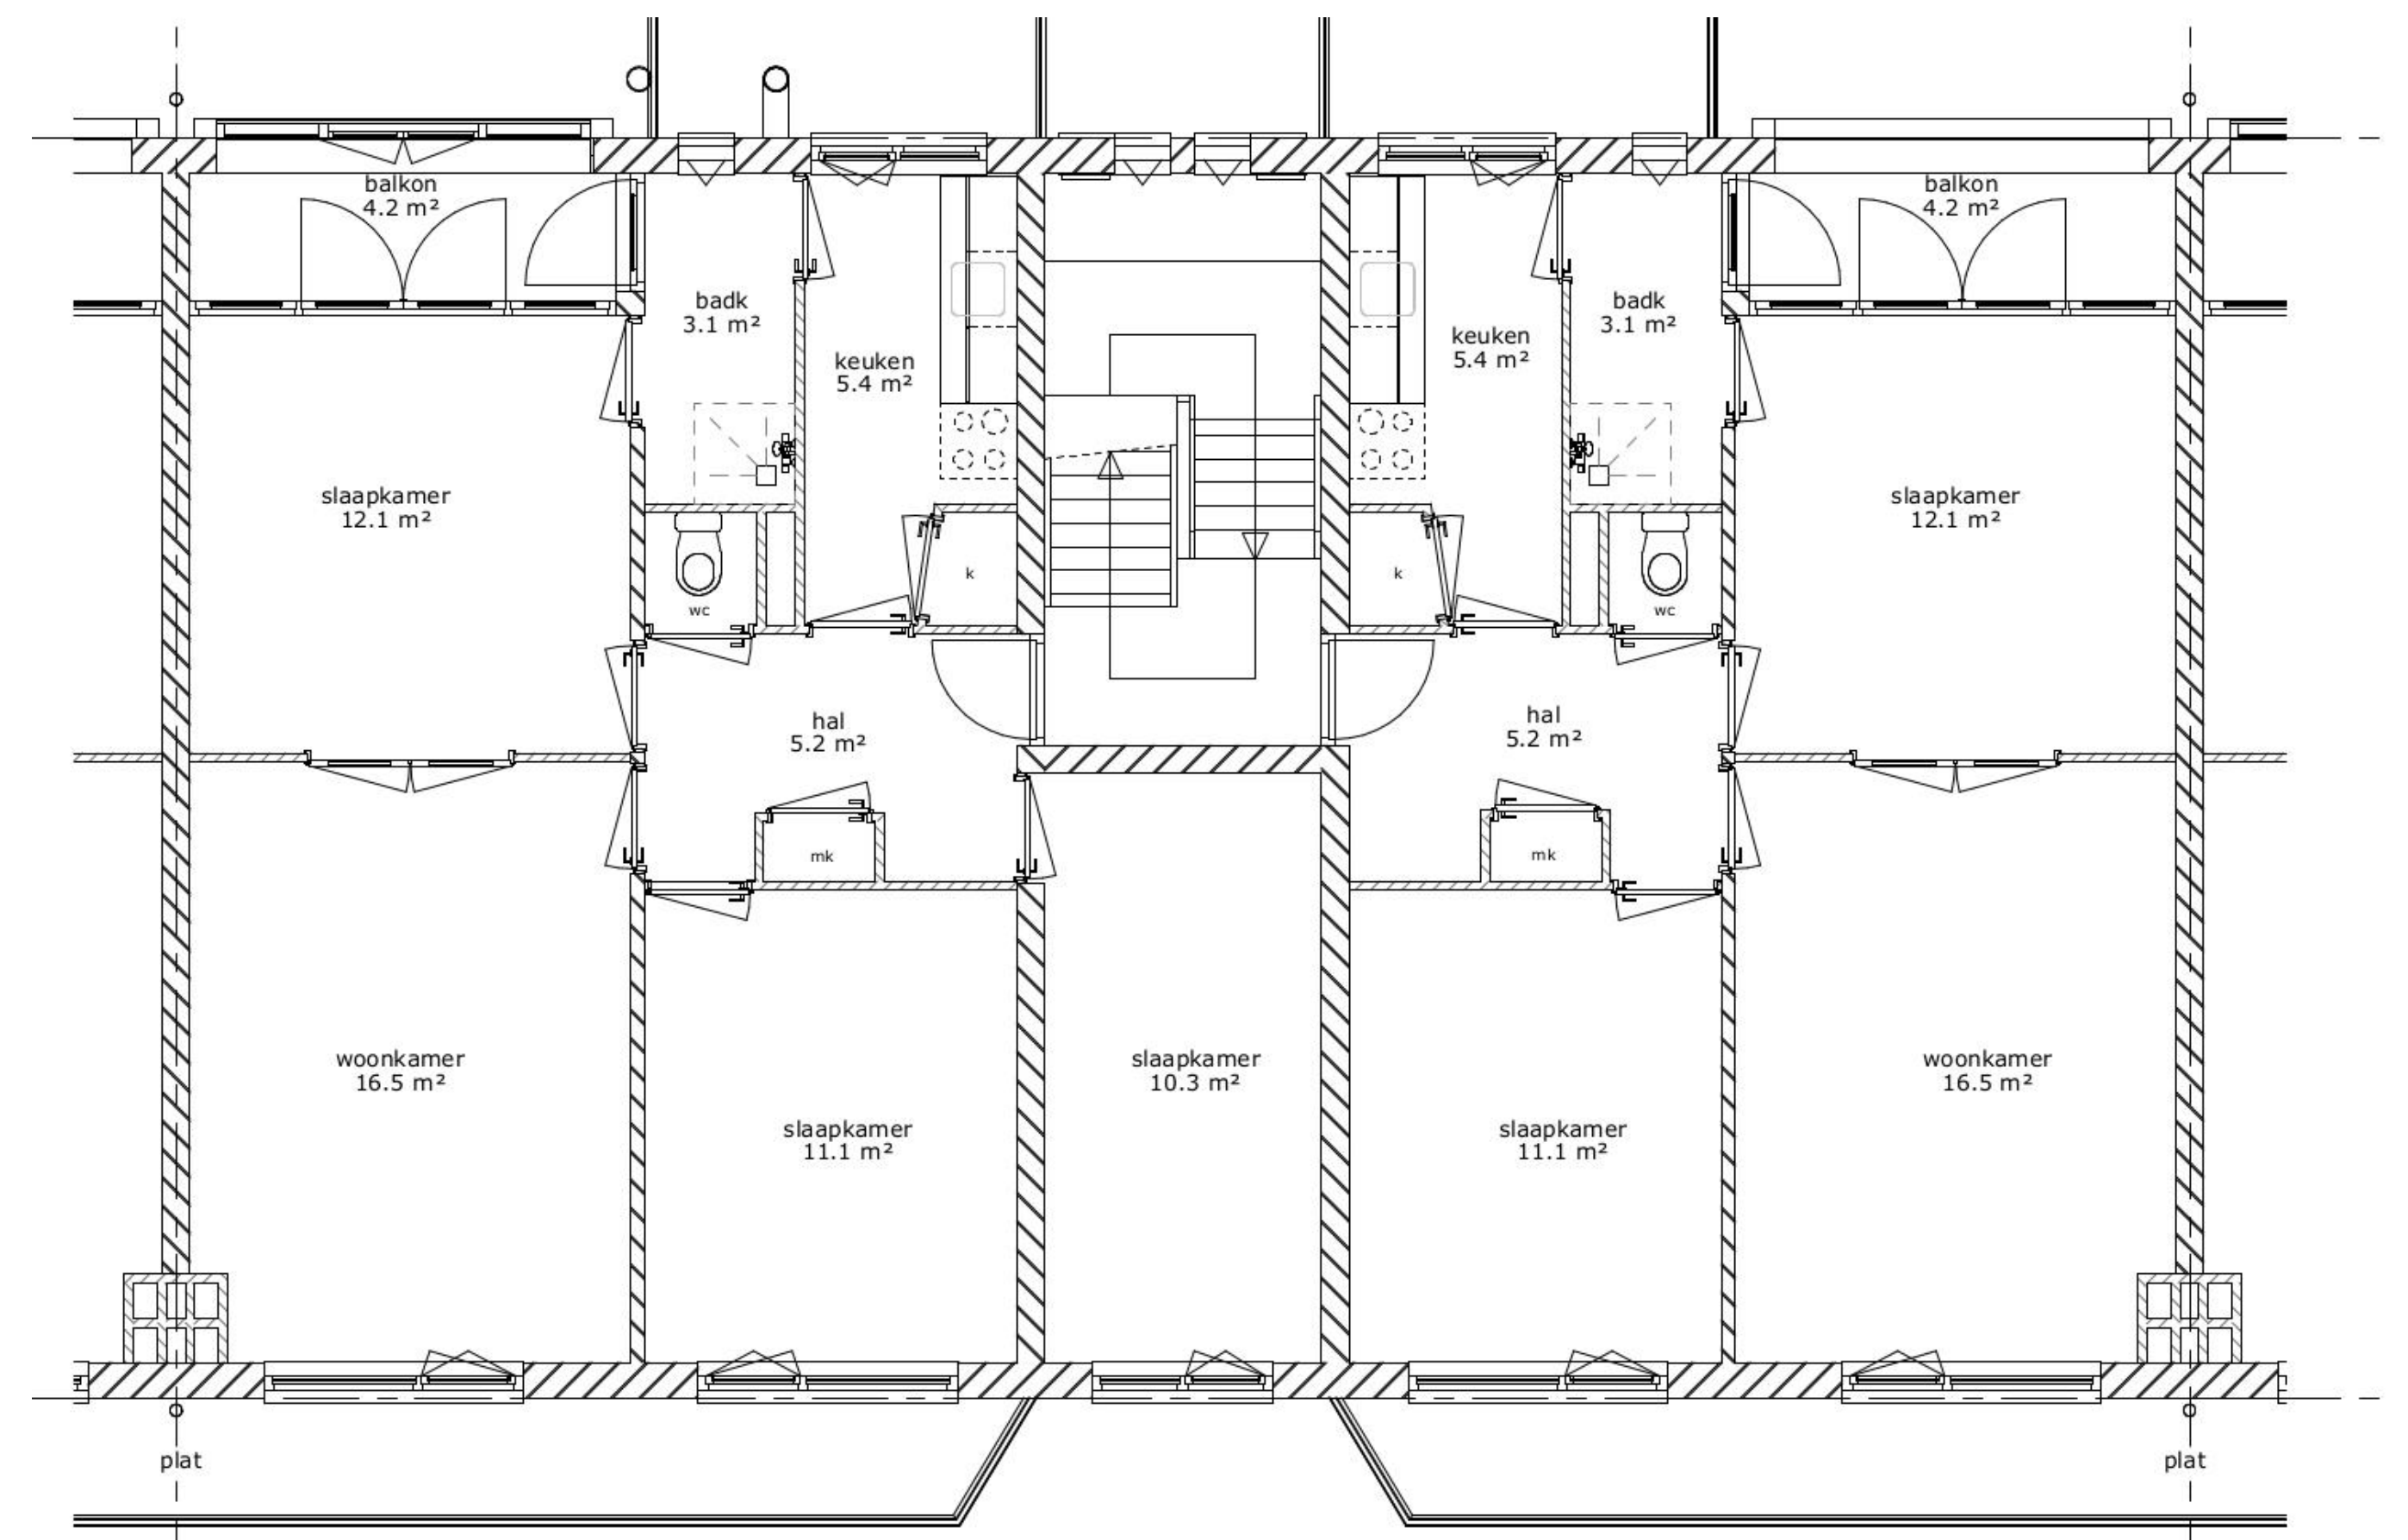 balkon
4.2 m²
balkon
4.2 m²
badk
3.1 m²
keuken
5.4 m²
keuken
5.4 m²
badk
3.1 m²
slaapkamer
12.1 m²
slaapkamer
12.1 m²
k
k
wc
wc
hal
5.2 m²
hal
5.2 m²
mk
mk
woonkamer
16.5 m²
slaapkamer
10.3 m²
woonkamer
16.5 m²
slaapkamer
11.1 m²
slaapkamer
11.1 m²
plat
plat